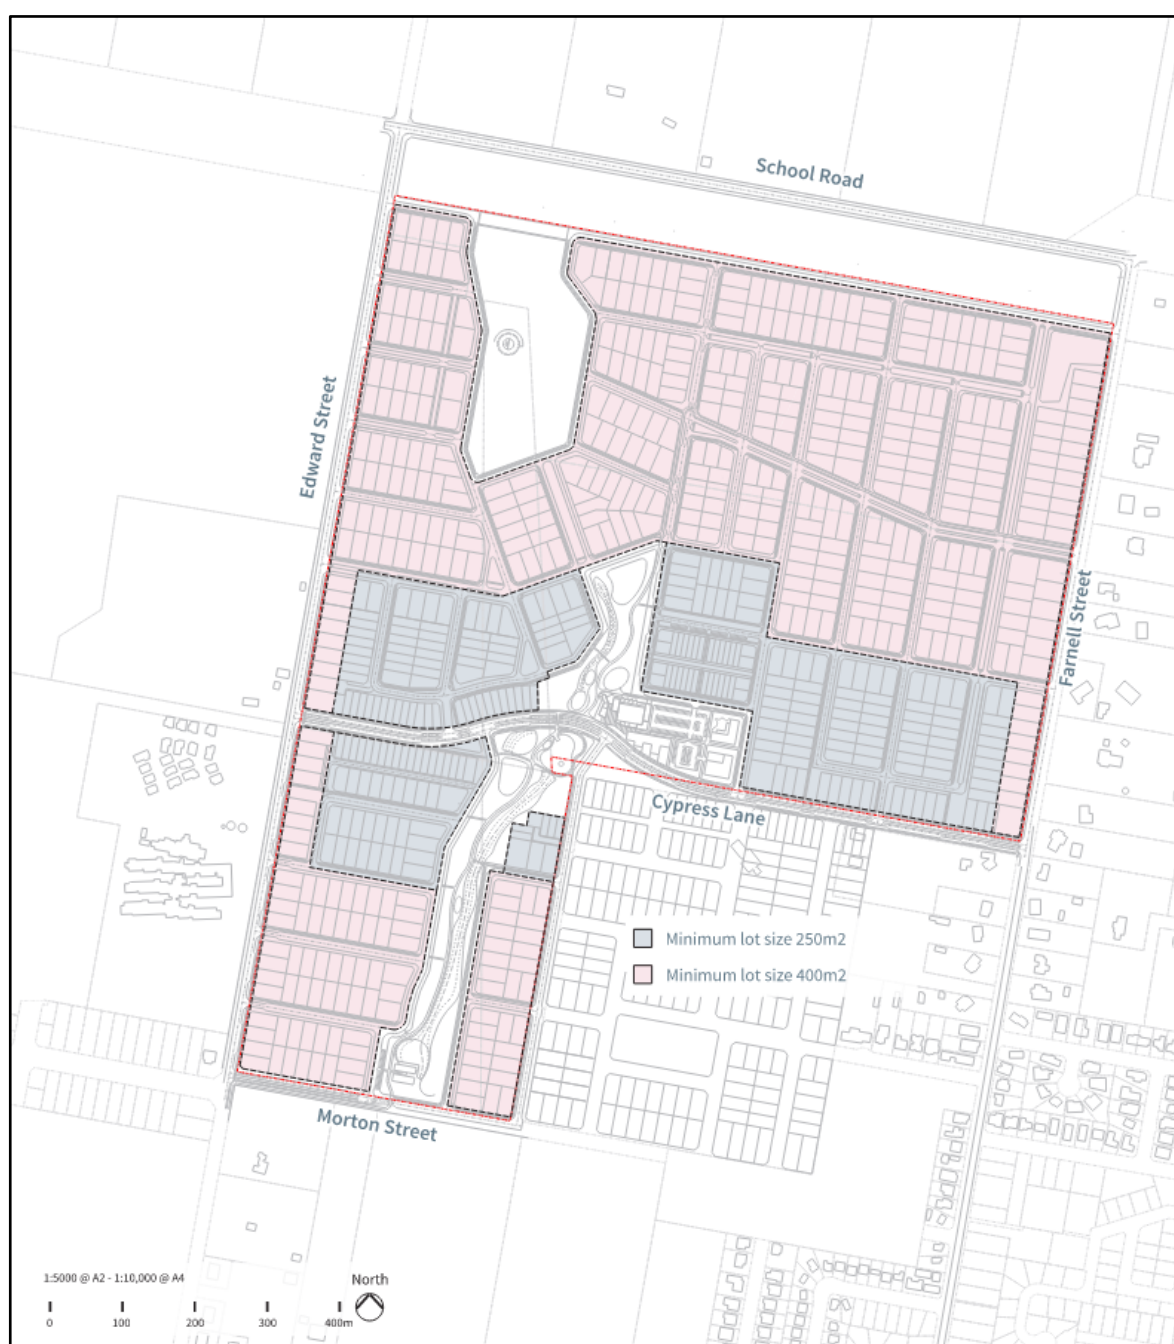 School Road
Edward Street
Farnell Street
Cypress Lane
Minimum lot size 250m2
Minimum lot size 400m2
Morton Street
1:5000 @ A2 - 1:10,000 @ A4
North
0 100 200 300 400m